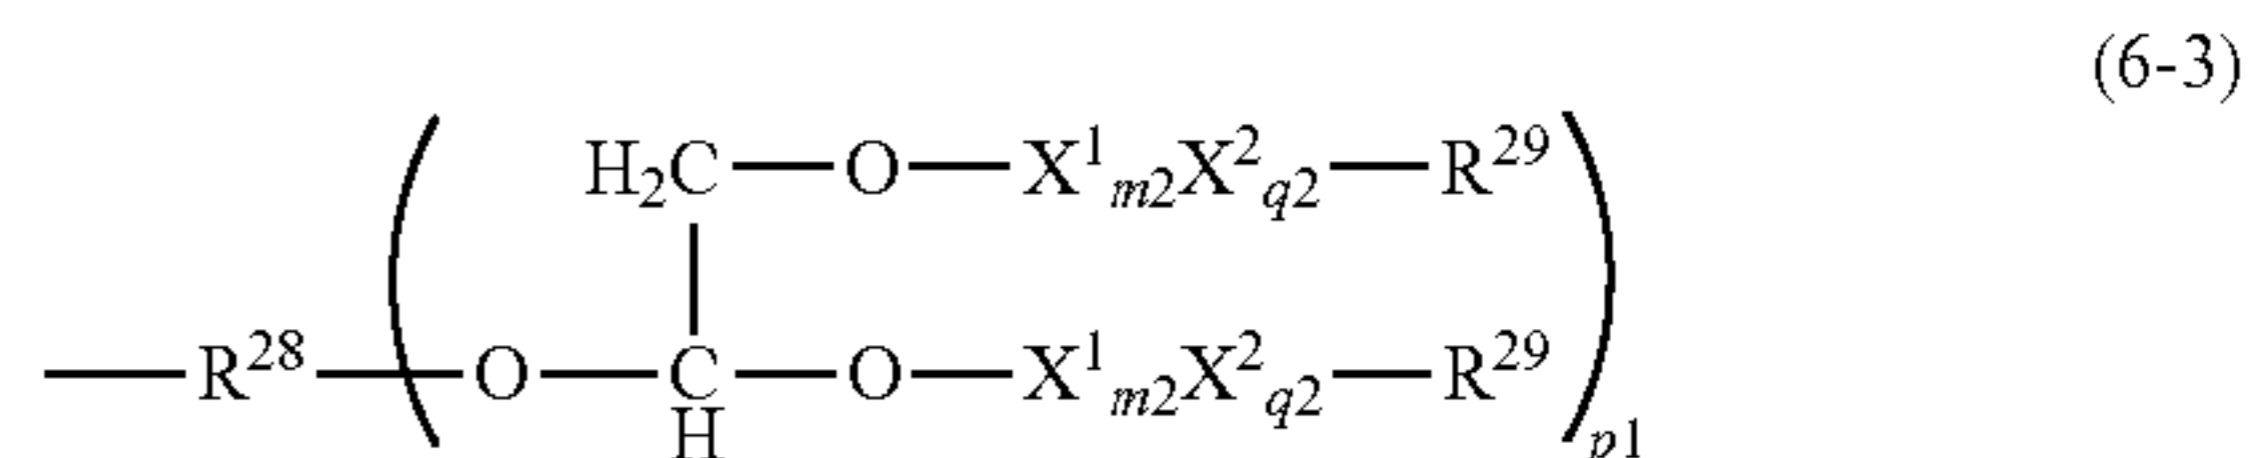 (6-3)
H₂C—O—X¹ₘ₂X²q2—R²⁹
—R²⁸—(O—C—O—X¹ₘ₂X²q2—R²⁹)p1
H